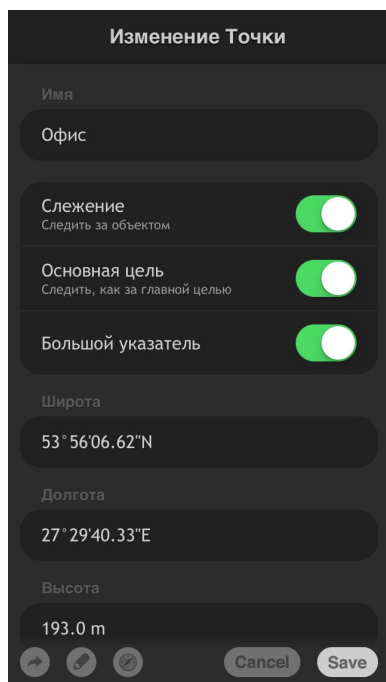 Изменение Точки
Имя
Офис
Слежение
Следить за объектом
Основная цель
Следить, как за главной целью
Большой указатель
Широта
53°56'06.62"N
Долгота
27°29'40.33"E
Высота
193.0 m
Cancel
Save